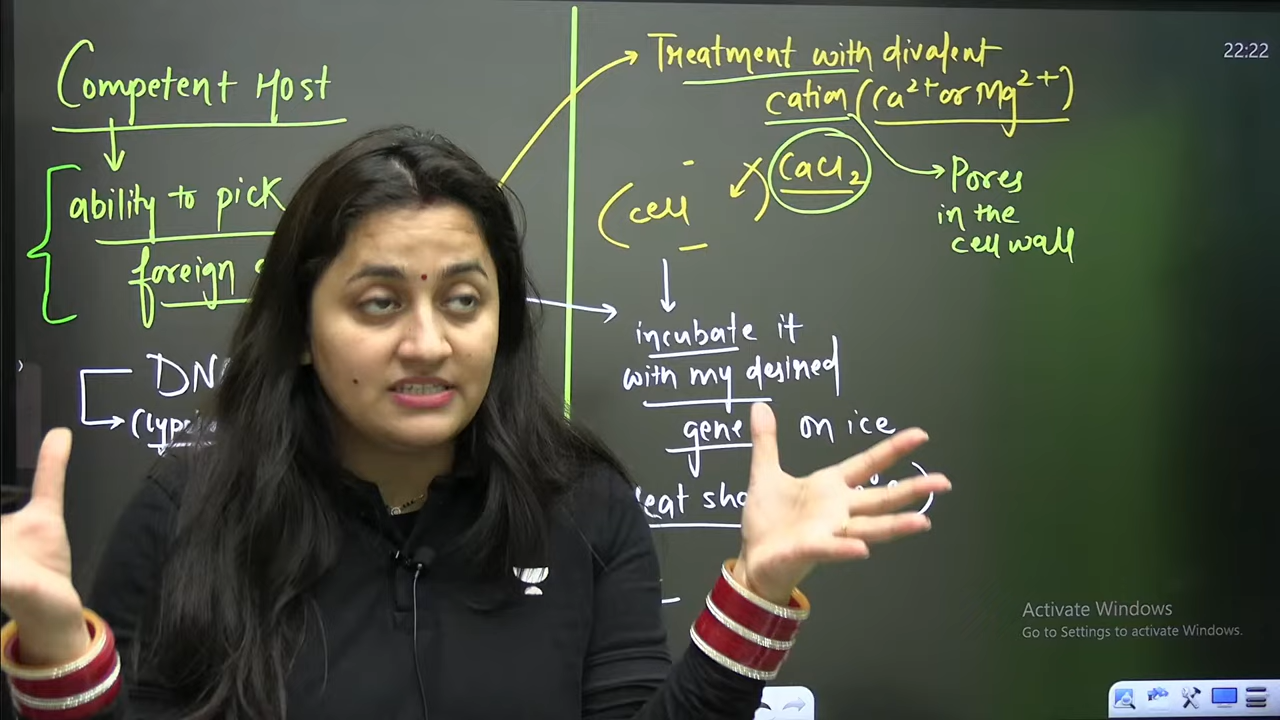 Competent Host
ability to pick
foreign
Treatment with divalent
cation (Ca²⁺ or Mg²⁺)
CaCl₂
(cell
Pores
in the
cell wall
incubate it
with my desired
gene on ice
22:22
Activate Windows
Go to Settings to activate Windows.